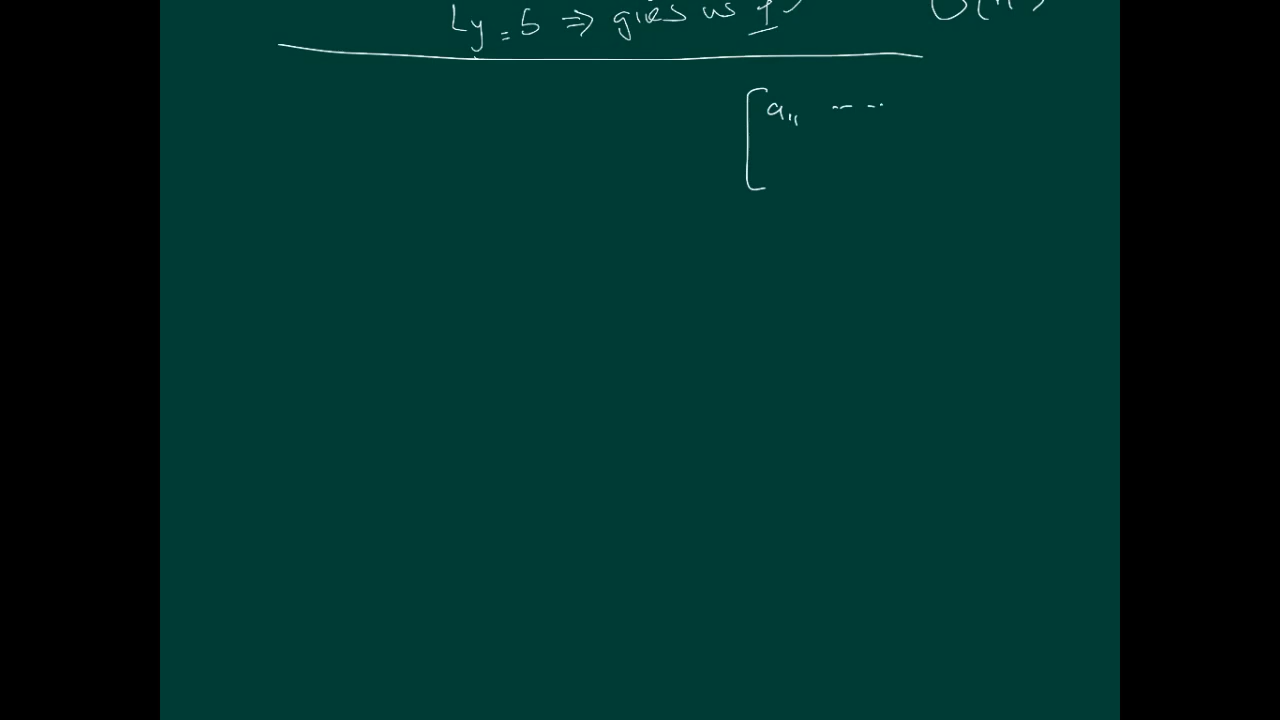 Ly = b ⇒ gives us
[ a₁₁ -- --